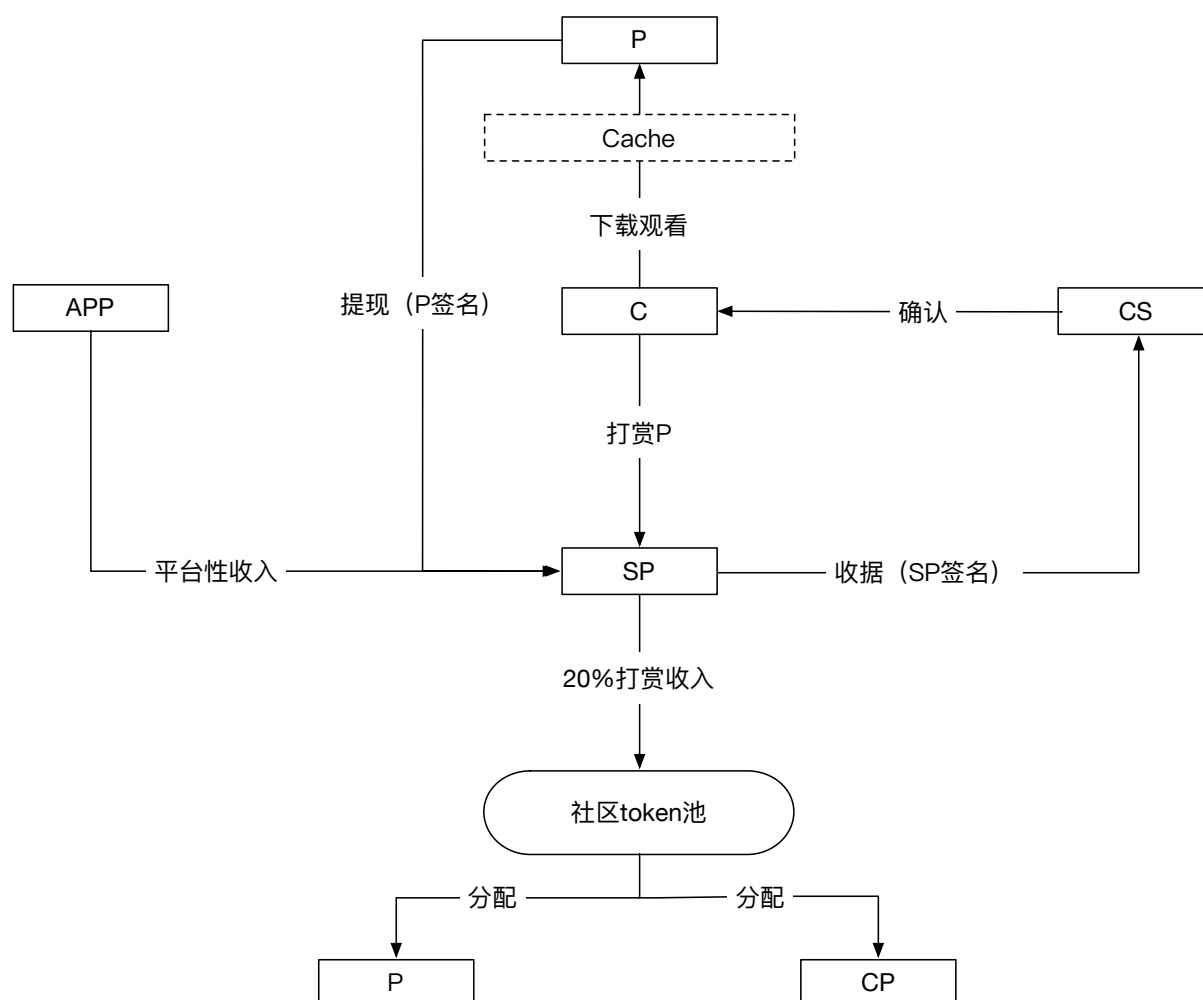 P
Cache
下载观看
APP
提现（P签名）
C
确认
CS
打赏P
平台性收入
SP
收据（SP签名）
20%打赏收入
社区token池
分配
分配
P
CP